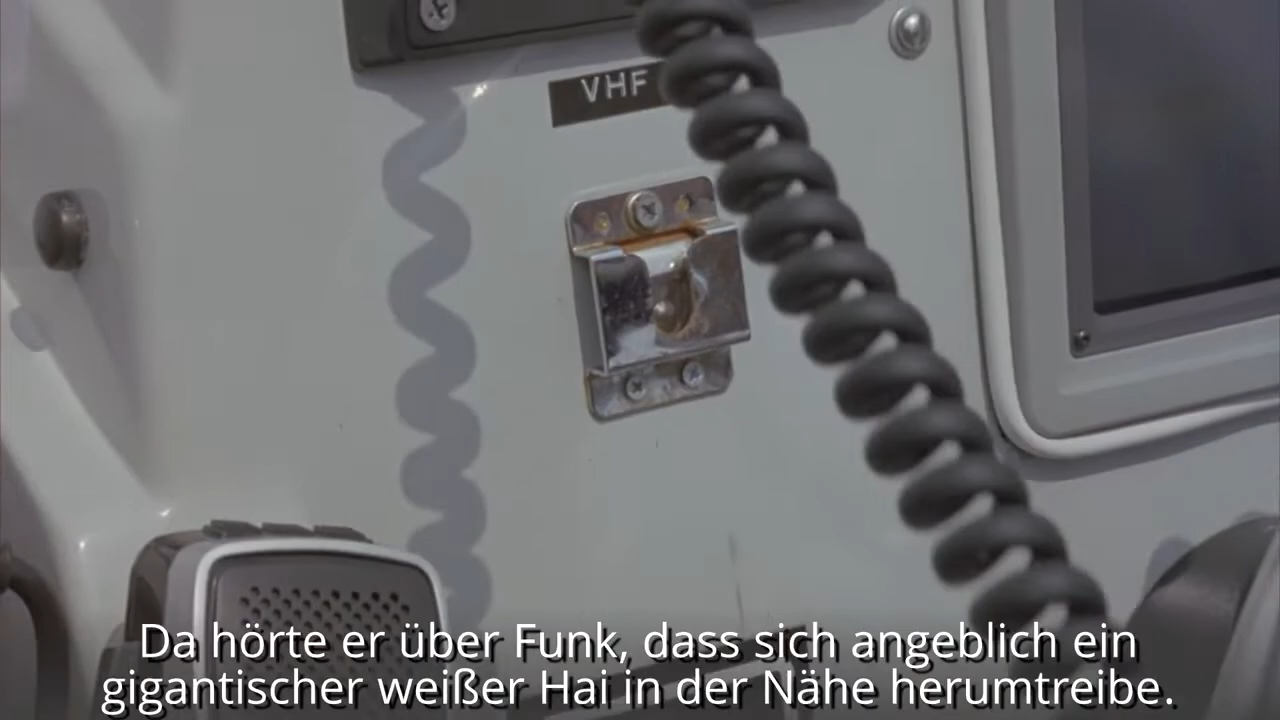 VHF
Da hörte er über Funk, dass sich angeblich ein
gigantischer weißer Hai in der Nähe herumtreibe.